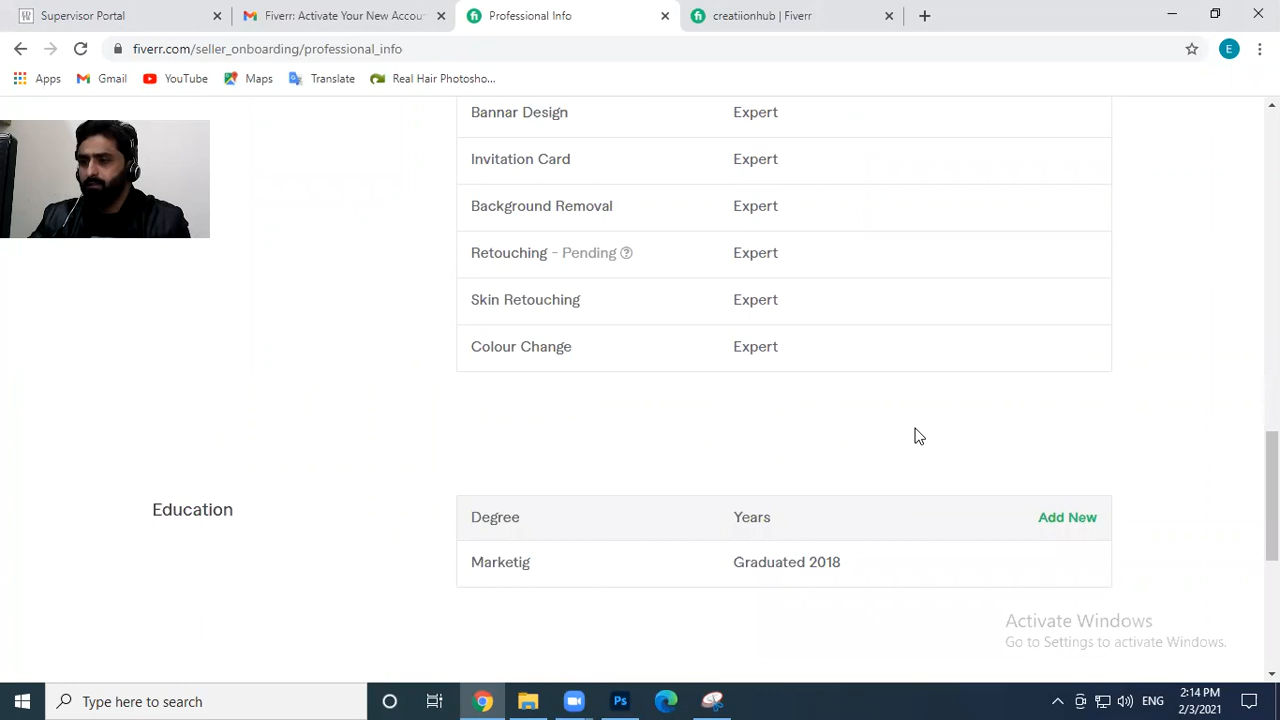 Supervisor Portal
Fiverr: Activate Your New Accou
Professional Info
creatiionhub | Fiverr
fiverr.com/seller_onboarding/professional_info
E
Apps
Gmail
YouTube
Maps
Translate
Real Hair Photosho...
Bannar Design Expert
Invitation Card Expert
Background Removal Expert
Retouching - Pending Expert
Skin Retouching Expert
Colour Change Expert
Education
Degree Years Add New
Marketig Graduated 2018
Activate Windows
Go to Settings to activate Windows.
Type here to search
Ps
ENG
2:14 PM
2/3/2021